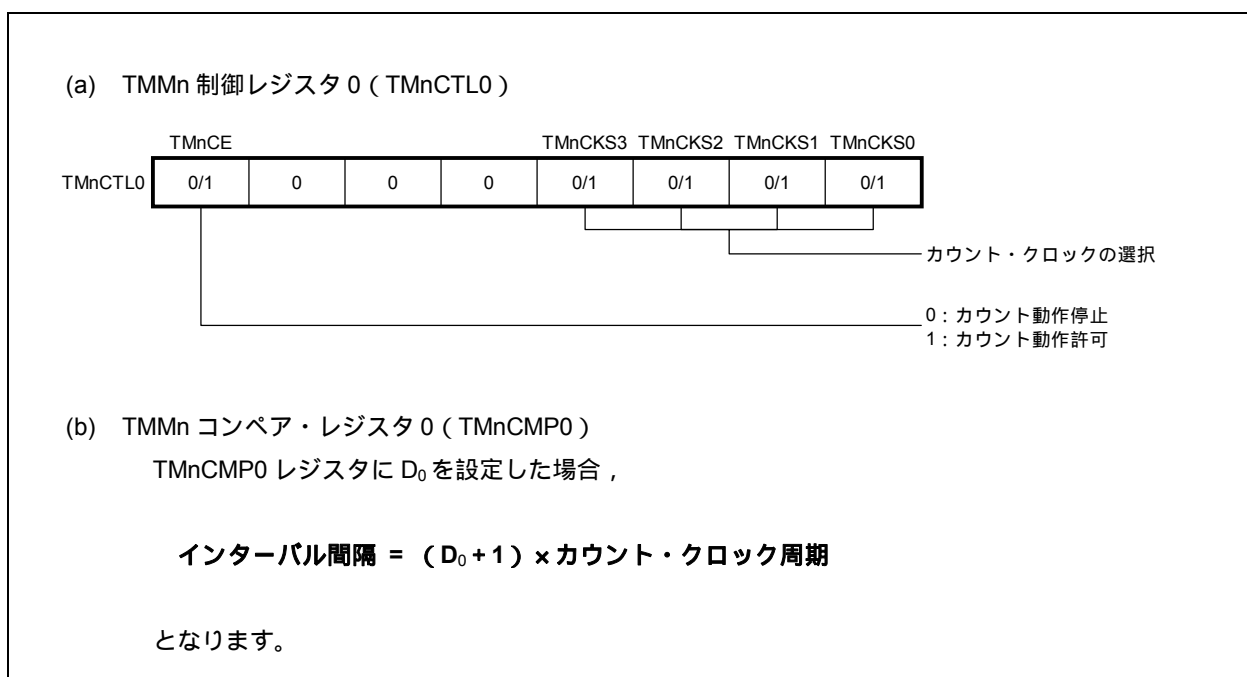 (a) TMMn 制御レジスタ 0（TMnCTL0）
TMnCE TMnCKS3 TMnCKS2 TMnCKS1 TMnCKS0
TMnCTL0 0/1 0 0 0 0/1 0/1 0/1 0/1
カウント・クロックの選択
0：カウント動作停止
1：カウント動作許可
(b) TMMn コンペア・レジスタ 0（TMnCMP0）
TMnCMP0 レジスタに D₀ を設定した場合，
インターバル間隔 = （D₀ + 1）×カウント・クロック周期
となります。